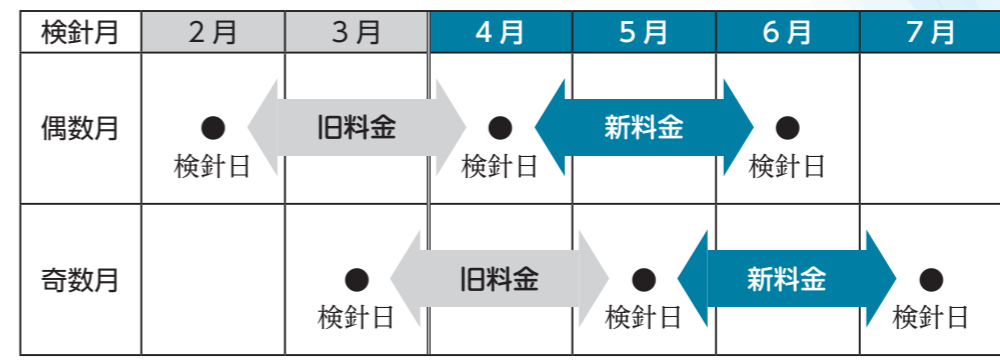 検針月 2月 3月 4月 5月 6月 7月
偶数月 ● 旧料金 ● 新料金 ●
検針日 検針日 検針日
奇数月 ● 旧料金 ● 新料金 ●
検針日 検針日 検針日